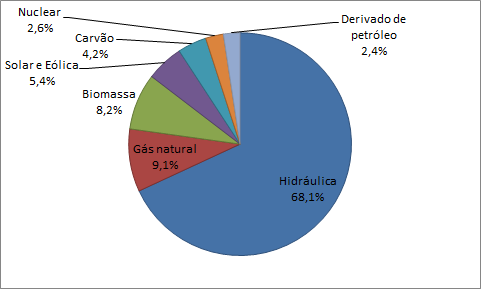 Nuclear
2,6%
Derivado de
petróleo
2,4%
Carvão
4,2%
Solar e Eólica
5,4%
Biomassa
8,2%
Gás natural
9,1%
Hidráulica
68,1%